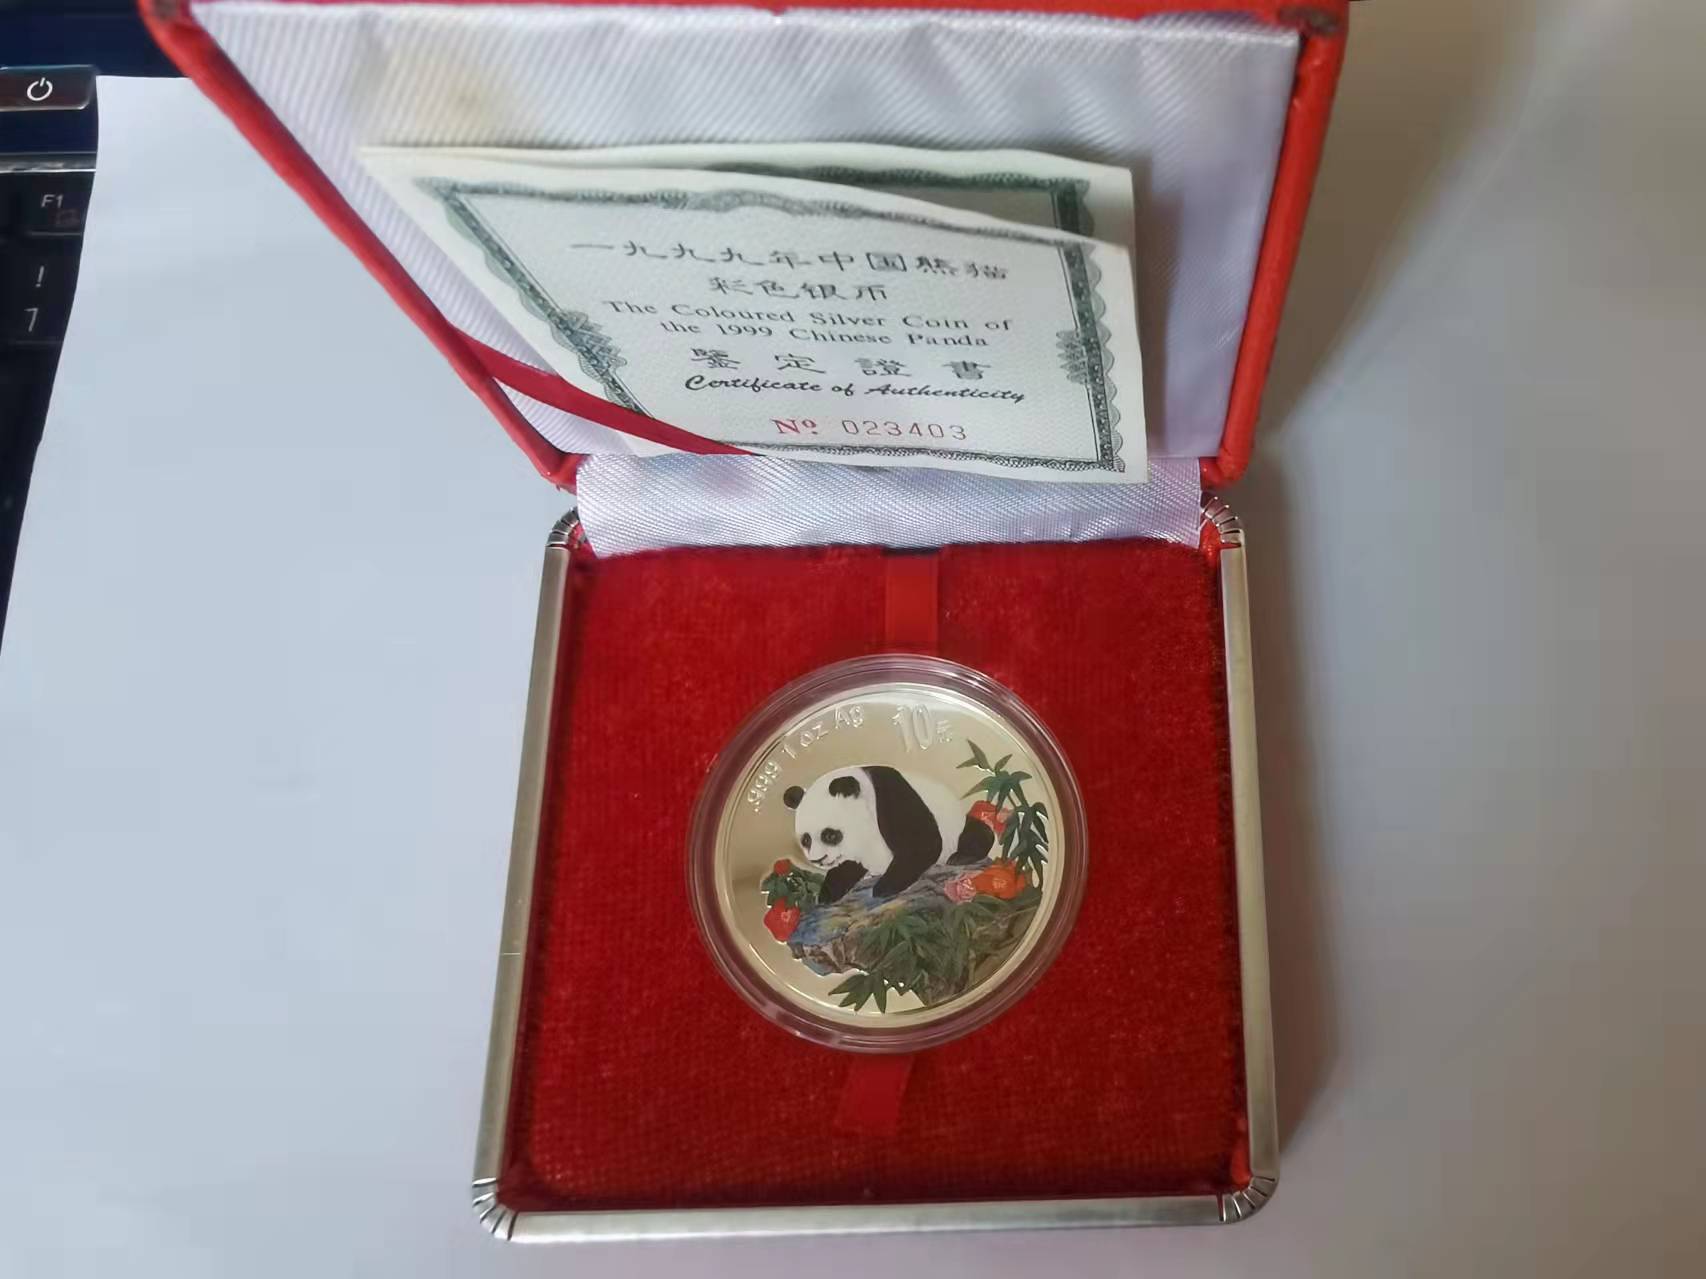 F1
!
1
一九九九年中国熊猫
彩色银币
The Coloured Silver Coin of
the 1999 Chinese Panda
鑒定證書
Certificate of Authenticity
Nº 023403
.999 1 oz Ag 10元